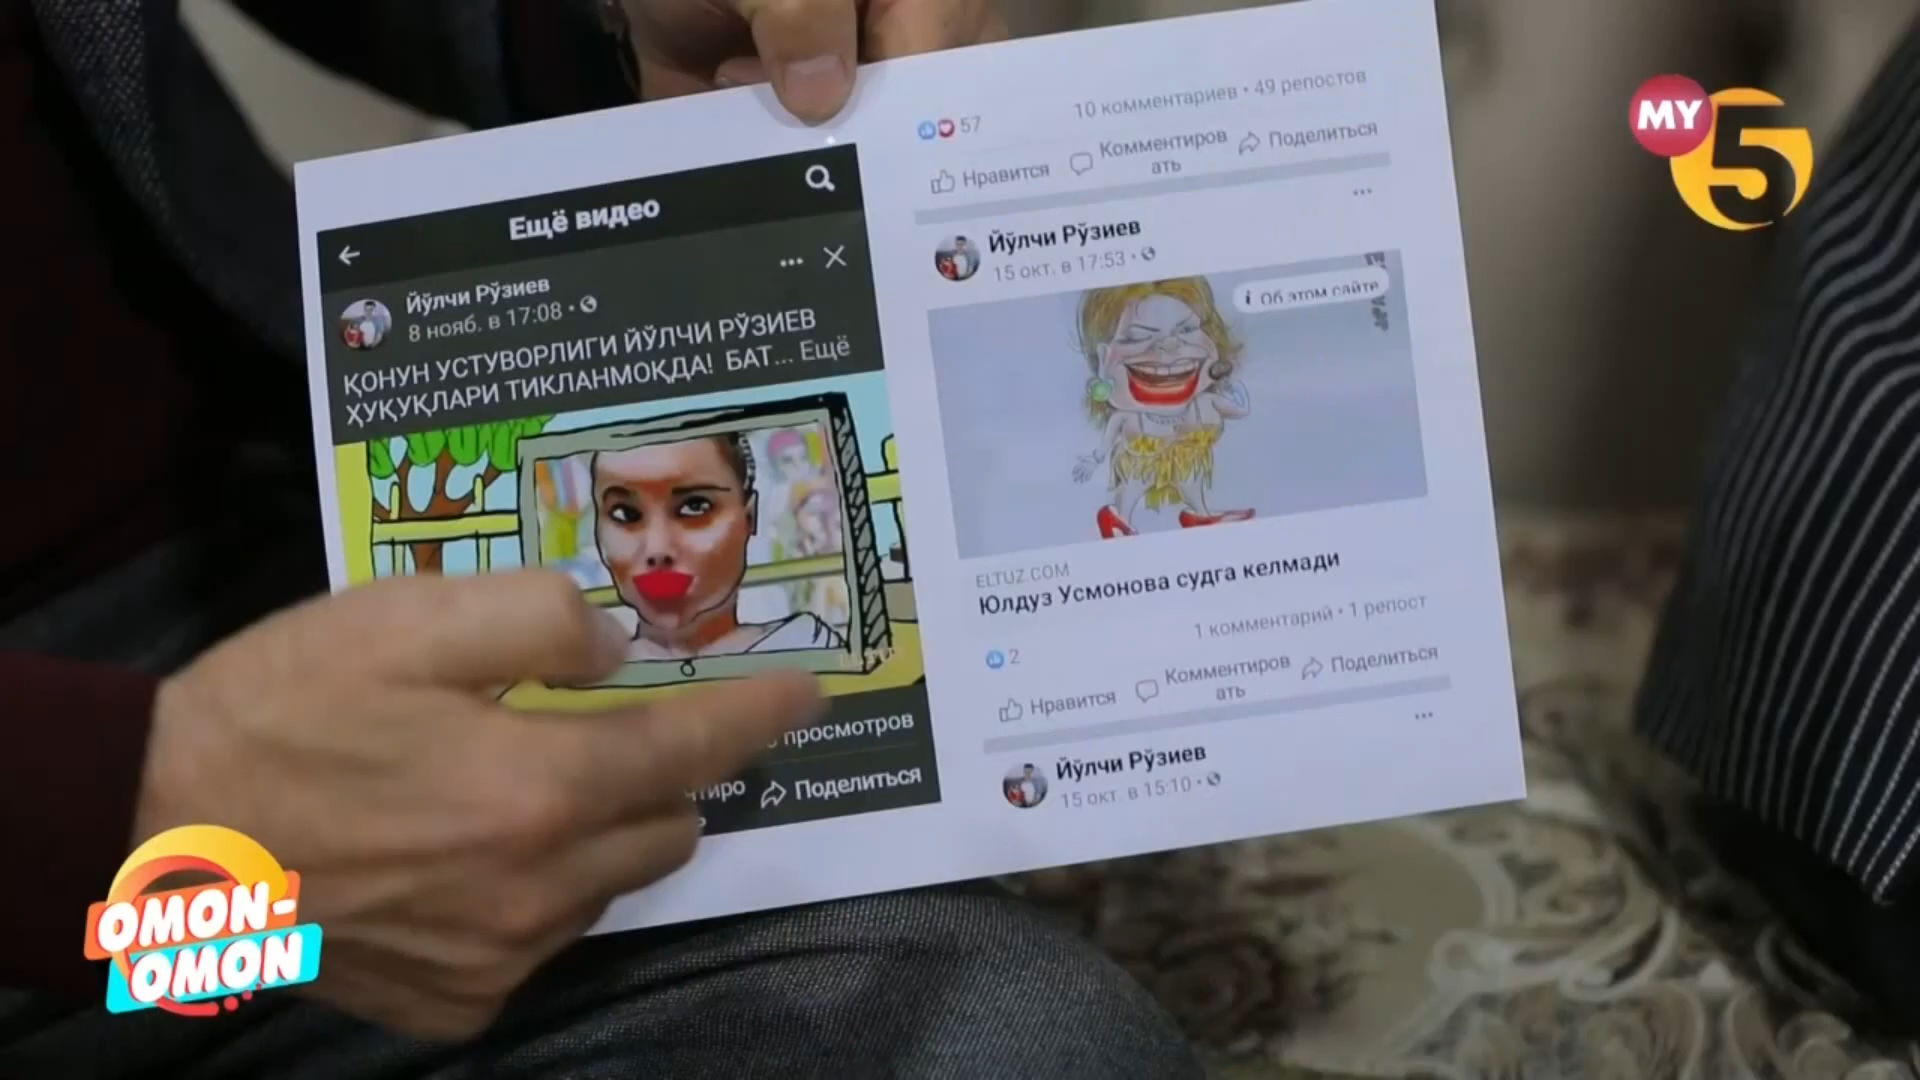 Ещё видео
Йўлчи Рўзиев
8 нояб. в 17:08
ҚОНУН УСТУВОРЛИГИ ЙЎЛЧИ РЎЗИЕВ
ҲУҚУҚЛАРИ ТИКЛАНМОҚДА! БАТ... Ещё
просмотров
Поделиться
57
10 комментариев • 49 репостов
Нравится
Комментиров
ать
Поделиться
Йўлчи Рўзиев
15 окт. в 17:53
Об этом сайте
ELTUZ.COM
Юлдуз Усмонова судга келмади
1 комментарий • 1 репост
2
Нравится
Комментиров
ать
Поделиться
Йўлчи Рўзиев
15 окт. в 15:10
MY5
OMON-
OMON